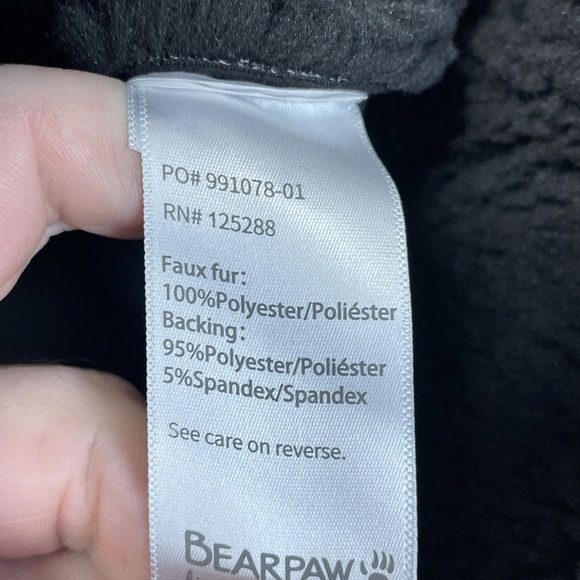 PO# 991078-01
RN# 125288
Faux fur:
100%Polyester/Poliéster
Backing:
95%Polyester/Poliéster
5%Spandex/Spandex
See care on reverse.
BEARPAW